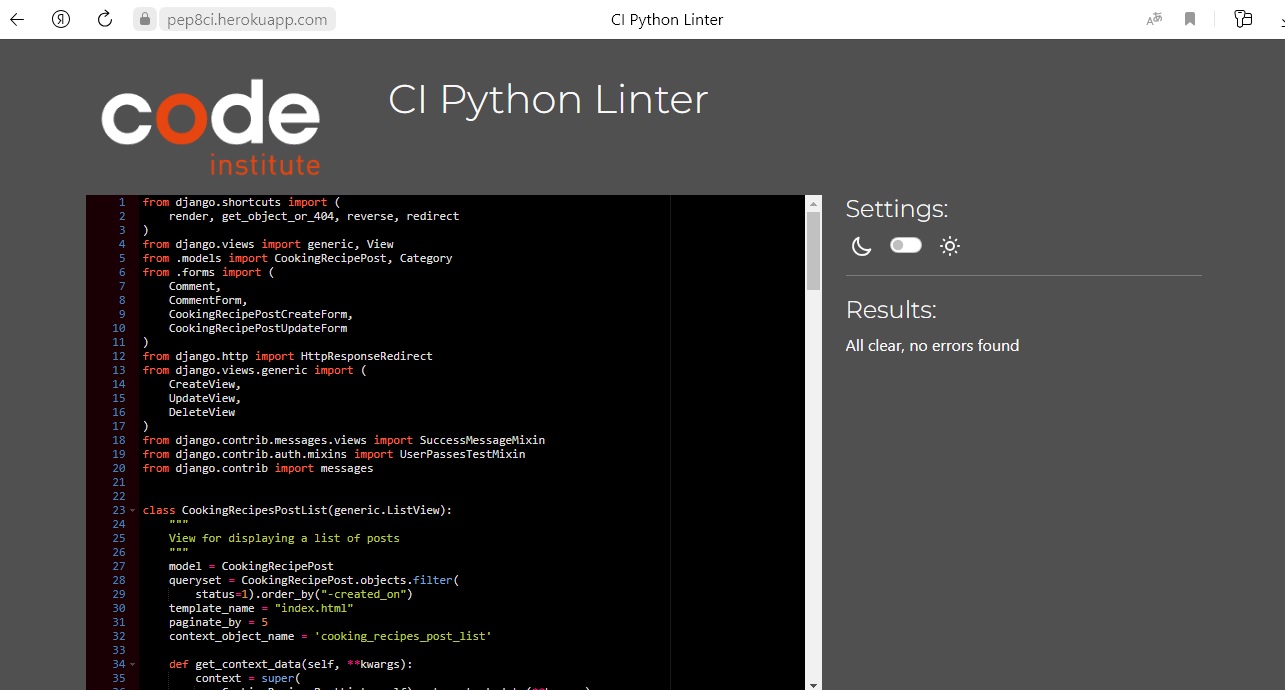 pep8ci.herokuapp.com
CI Python Linter
code
institute
CI Python Linter
1 from django.shortcuts import (
2     render, get_object_or_404, reverse, redirect
3 )
4 from django.views import generic, View
5 from .models import CookingRecipePost, Category
6 from .forms import (
7     Comment,
8     CommentForm,
9     CookingRecipePostCreateForm,
10     CookingRecipePostUpdateForm
11 )
12 from django.http import HttpResponseRedirect
13 from django.views.generic import (
14     CreateView,
15     UpdateView,
16     DeleteView
17 )
18 from django.contrib.messages.views import SuccessMessageMixin
19 from django.contrib.auth.mixins import UserPassesTestMixin
20 from django.contrib import messages
21
22
23 class CookingRecipesPostList(generic.ListView):
24     """
25     View for displaying a list of posts
26     """
27     model = CookingRecipePost
28     queryset = CookingRecipePost.objects.filter(
29         status=1).order_by("-created_on")
30     template_name = "index.html"
31     paginate_by = 5
32     context_object_name = 'cooking_recipes_post_list'
33
34     def get_context_data(self, **kwargs):
35         context = super(
Settings:
Results:
All clear, no errors found